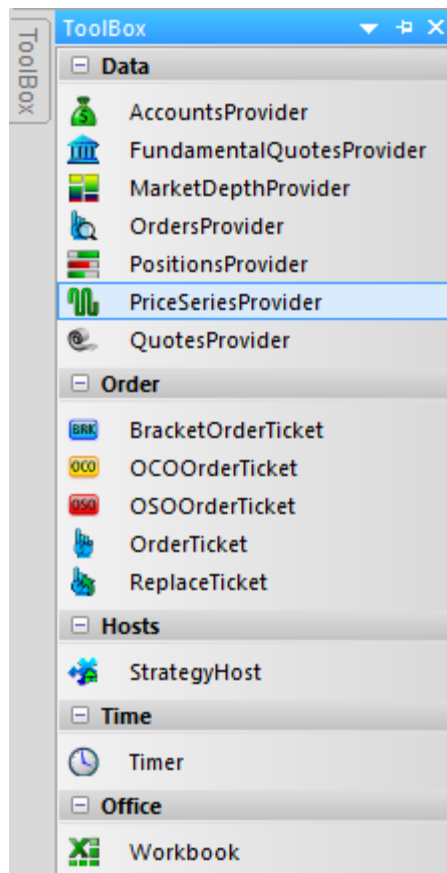 ToolBox
ToolBox
Data
$
AccountsProvider
FundamentalQuotesProvider
MarketDepthProvider
OrdersProvider
PositionsProvider
PriceSeriesProvider
QuotesProvider
Order
BRK BracketOrderTicket
OCO OCOOrderTicket
OSO OSOOrderTicket
OrderTicket
ReplaceTicket
Hosts
StrategyHost
Time
Timer
Office
Workbook